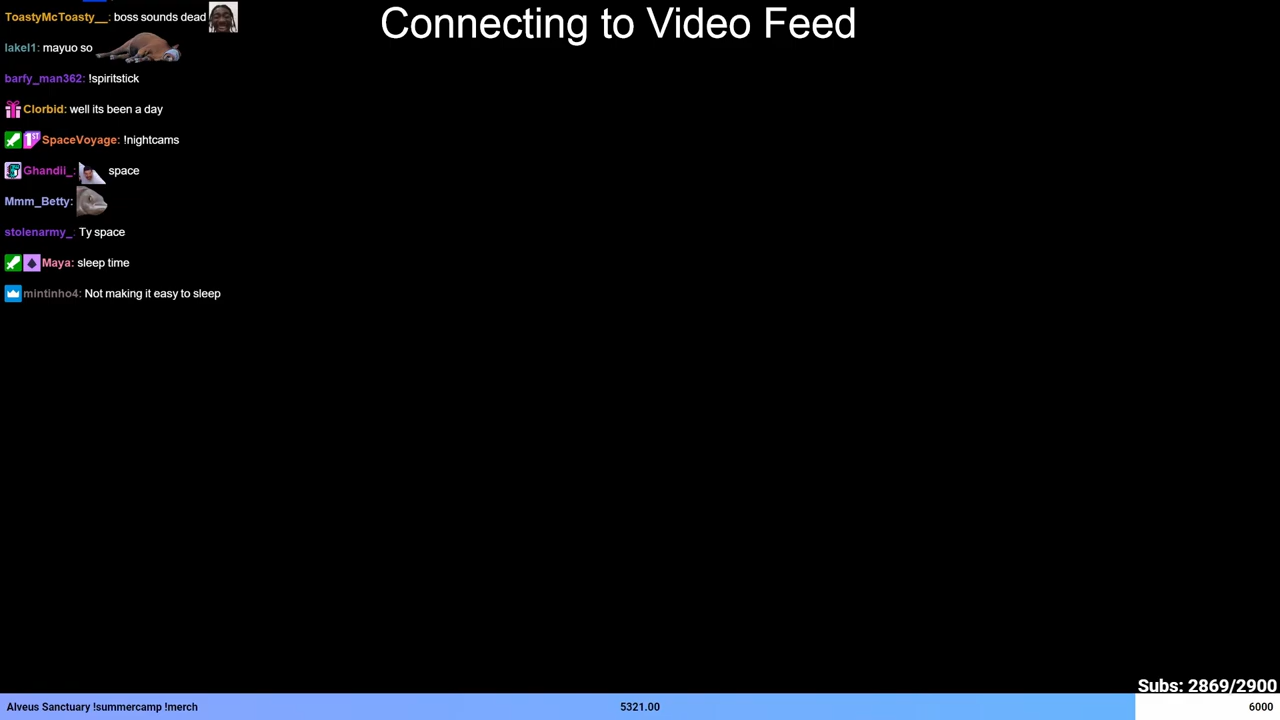 Connecting to Video Feed
ToastyMcToasty__: boss sounds dead
lakel1: mayuo so
barfy_man362: !spiritstick
Clorbid: well its been a day
1ST SpaceVoyage: !nightcams
Ghandii_: space
Mmm_Betty:
stolenarmy_: Ty space
Maya: sleep time
mintinho4: Not making it easy to sleep
Subs: 2869/2900
Alveus Sanctuary !summercamp !merch 5321.00 6000